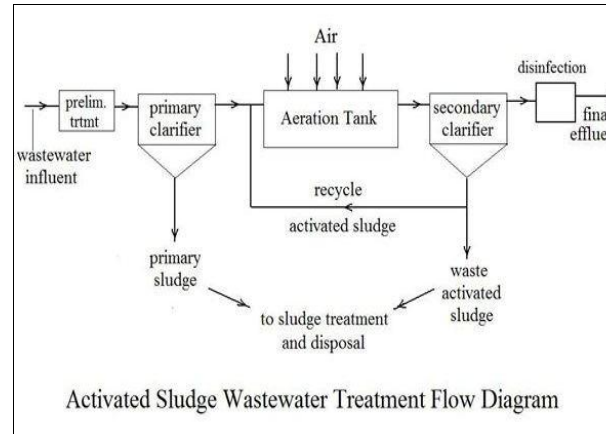 Air
disinfection
prelim.
trtmt
primary
clarifier
Aeration Tank
secondary
clarifier
wastewater
influent
recycle
activated sludge
primary
sludge
waste
activated
sludge
to sludge treatment
and disposal
Activated Sludge Wastewater Treatment Flow Diagram